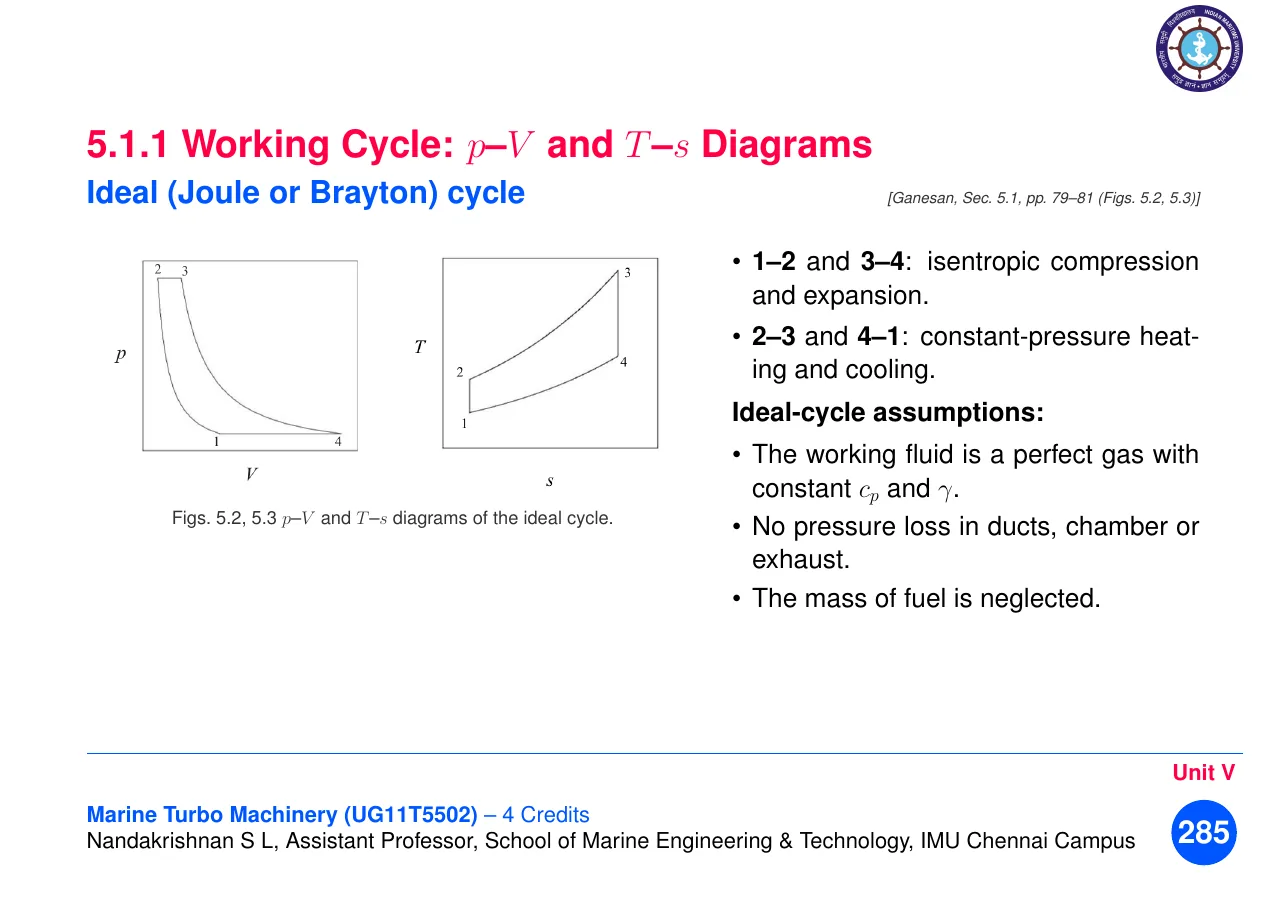 INDIAN MARITIME UNIVERSITY
5.1.1 Working Cycle: p–V and T–s Diagrams
Ideal (Joule or Brayton) cycle
[Ganesan, Sec. 5.1, pp. 79–81 (Figs. 5.2, 5.3)]
2 3
p
1 4
V
3
T
2
4
1
s
Figs. 5.2, 5.3 p–V and T–s diagrams of the ideal cycle.
• 1–2 and 3–4: isentropic compression
and expansion.
• 2–3 and 4–1: constant-pressure heat-
ing and cooling.
Ideal-cycle assumptions:
• The working fluid is a perfect gas with
constant cₚ and γ.
• No pressure loss in ducts, chamber or
exhaust.
• The mass of fuel is neglected.
Unit V
Marine Turbo Machinery (UG11T5502) – 4 Credits
Nandakrishnan S L, Assistant Professor, School of Marine Engineering & Technology, IMU Chennai Campus
285